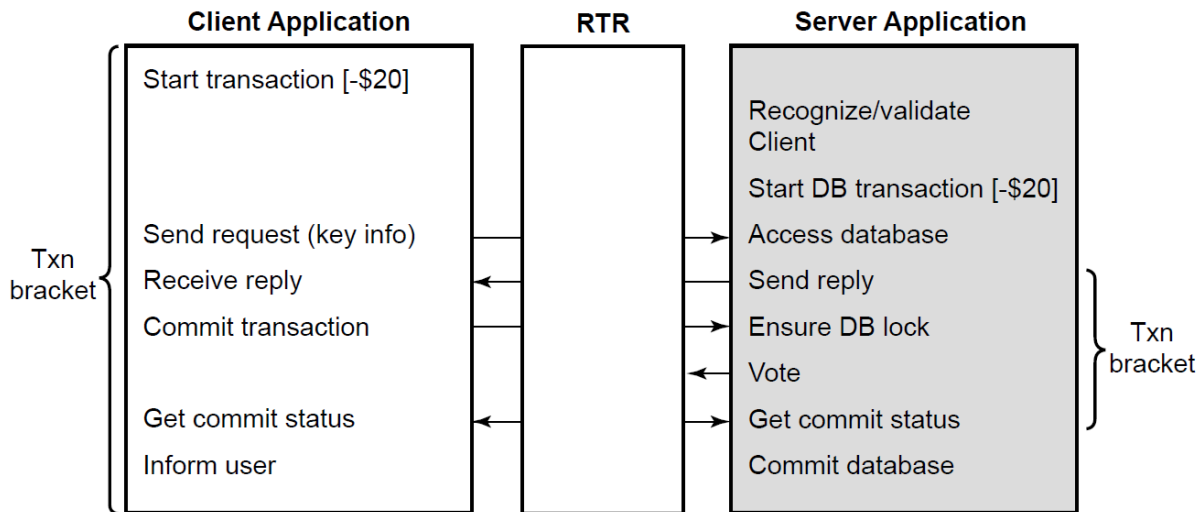 Client Application
RTR
Server Application
Start transaction [-$20]
Recognize/validate
Client
Start DB transaction [-$20]
Send request (key info)
Access database
Txn
bracket
Receive reply
Send reply
Commit transaction
Ensure DB lock
Txn
bracket
Vote
Get commit status
Get commit status
Inform user
Commit database